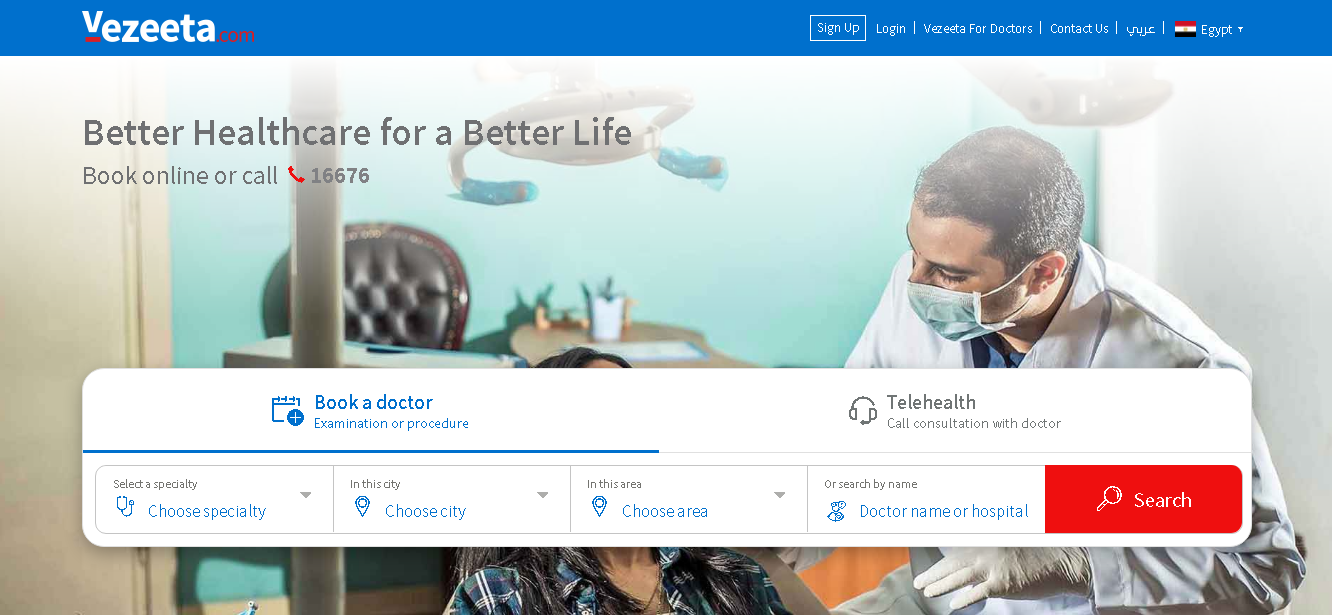 Vezeeta.com
Sign Up Login Vezeeta For Doctors Contact Us عربي Egypt
Better Healthcare for a Better Life
Book online or call 16676
Book a doctor
Examination or procedure
Telehealth
Call consultation with doctor
Select a specialty
Choose specialty
In this city
Choose city
In this area
Choose area
Or search by name
Doctor name or hospital
Search